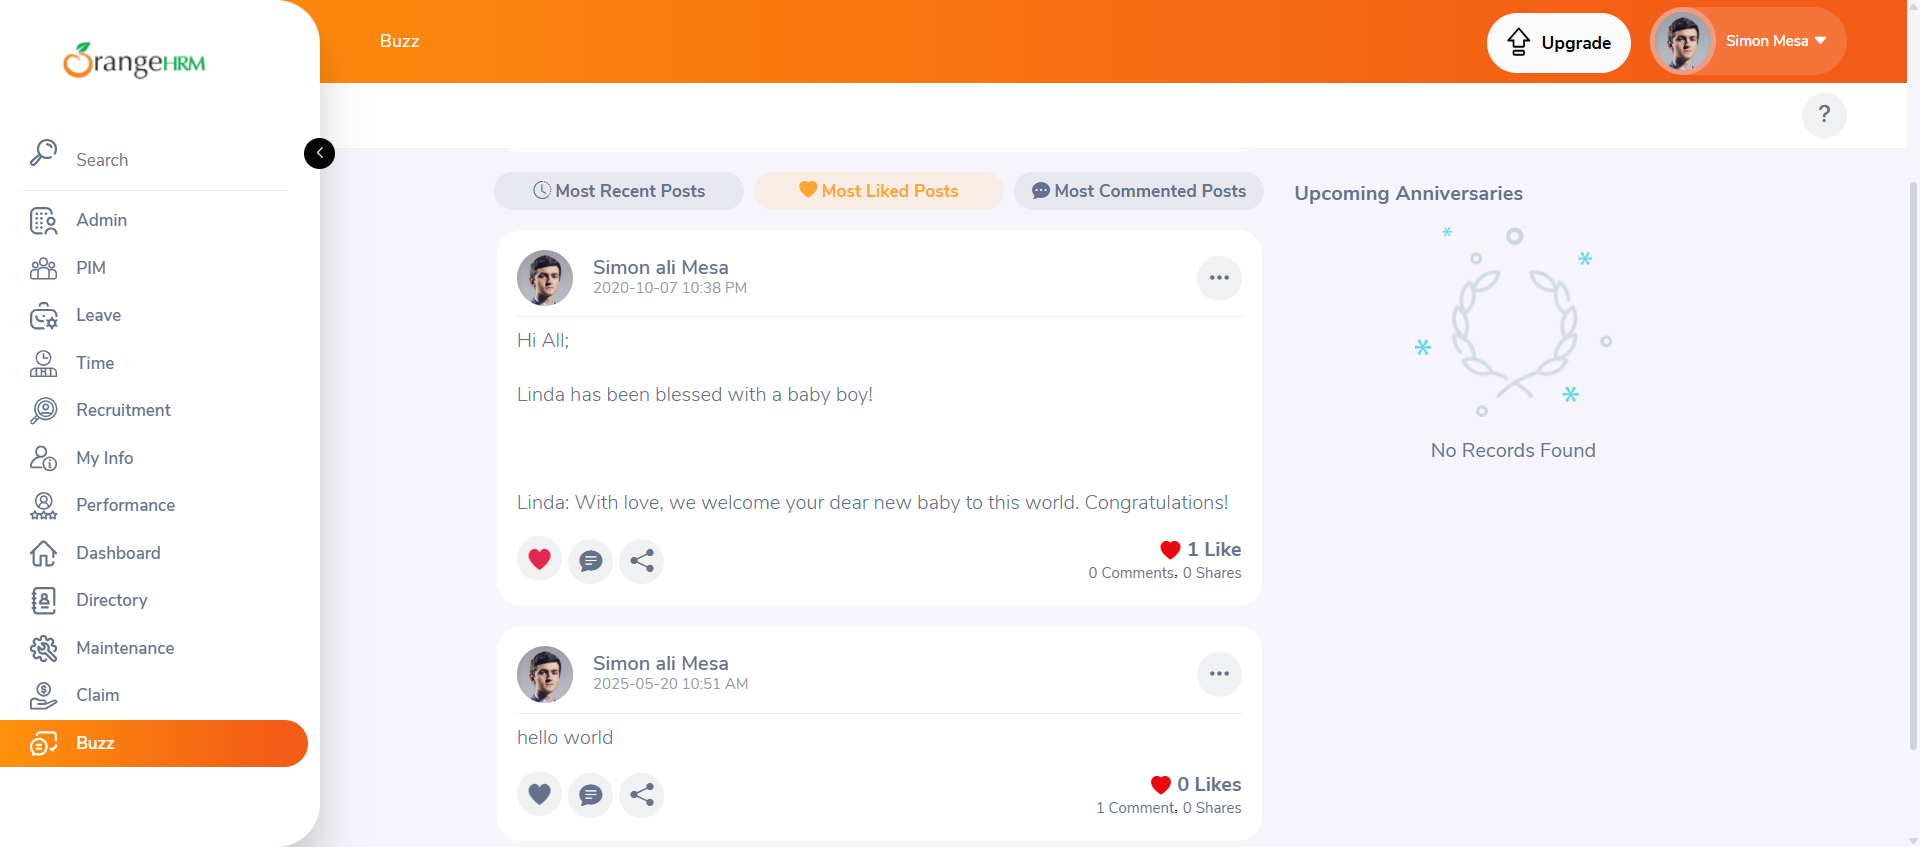 OrangeHRM
Buzz
Upgrade
Simon Mesa
?
Search
Admin
PIM
Leave
Time
Recruitment
My Info
Performance
Dashboard
Directory
Maintenance
Claim
Buzz
Most Recent Posts
Most Liked Posts
Most Commented Posts
Simon ali Mesa
2020-10-07 10:38 PM
Hi All;
Linda has been blessed with a baby boy!
Linda: With love, we welcome your dear new baby to this world. Congratulations!
1 Like
0 Comments, 0 Shares
Simon ali Mesa
2025-05-20 10:51 AM
hello world
0 Likes
1 Comment, 0 Shares
Upcoming Anniversaries
No Records Found